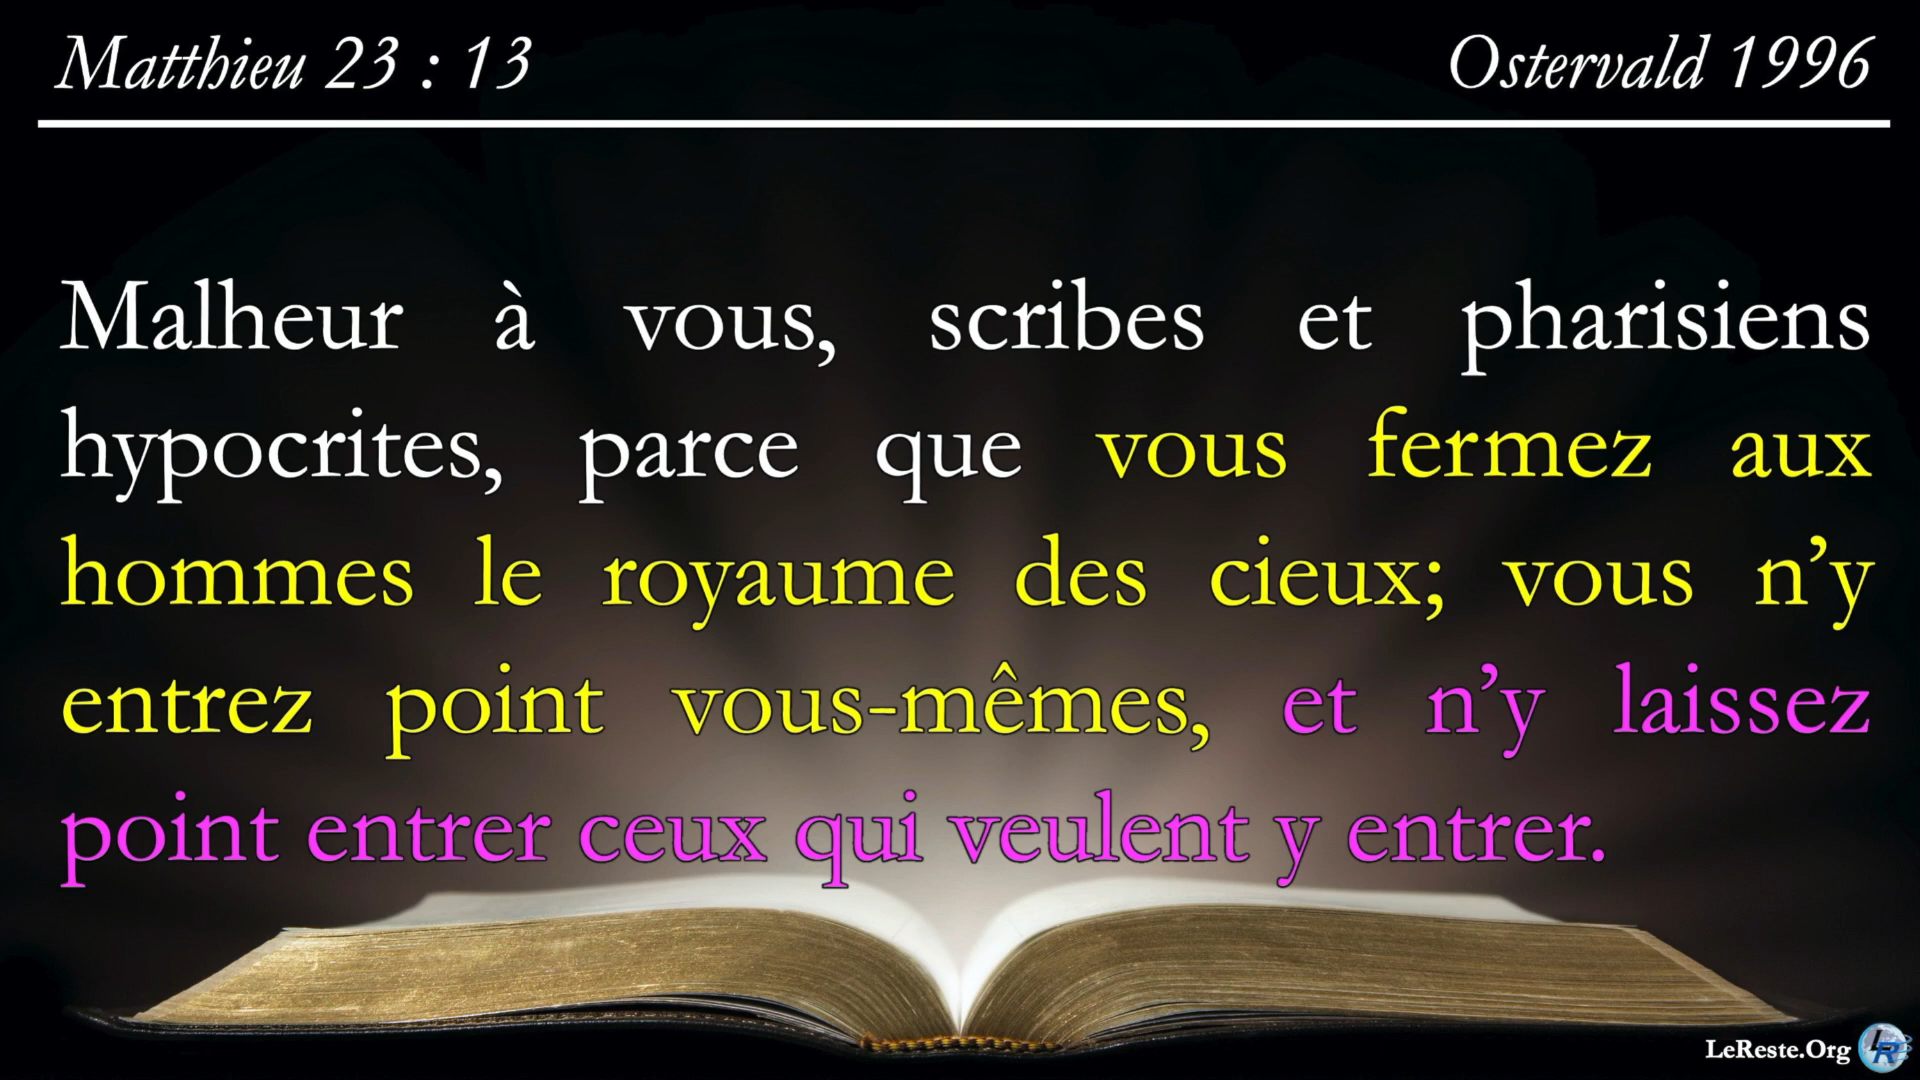 Matthieu 23 : 13
Ostervald 1996
Malheur à vous, scribes et pharisiens
hypocrites, parce que vous fermez aux
hommes le royaume des cieux; vous n’y
entrez point vous-mêmes, et n’y laissez
point entrer ceux qui veulent y entrer.
LeReste.Org
LR